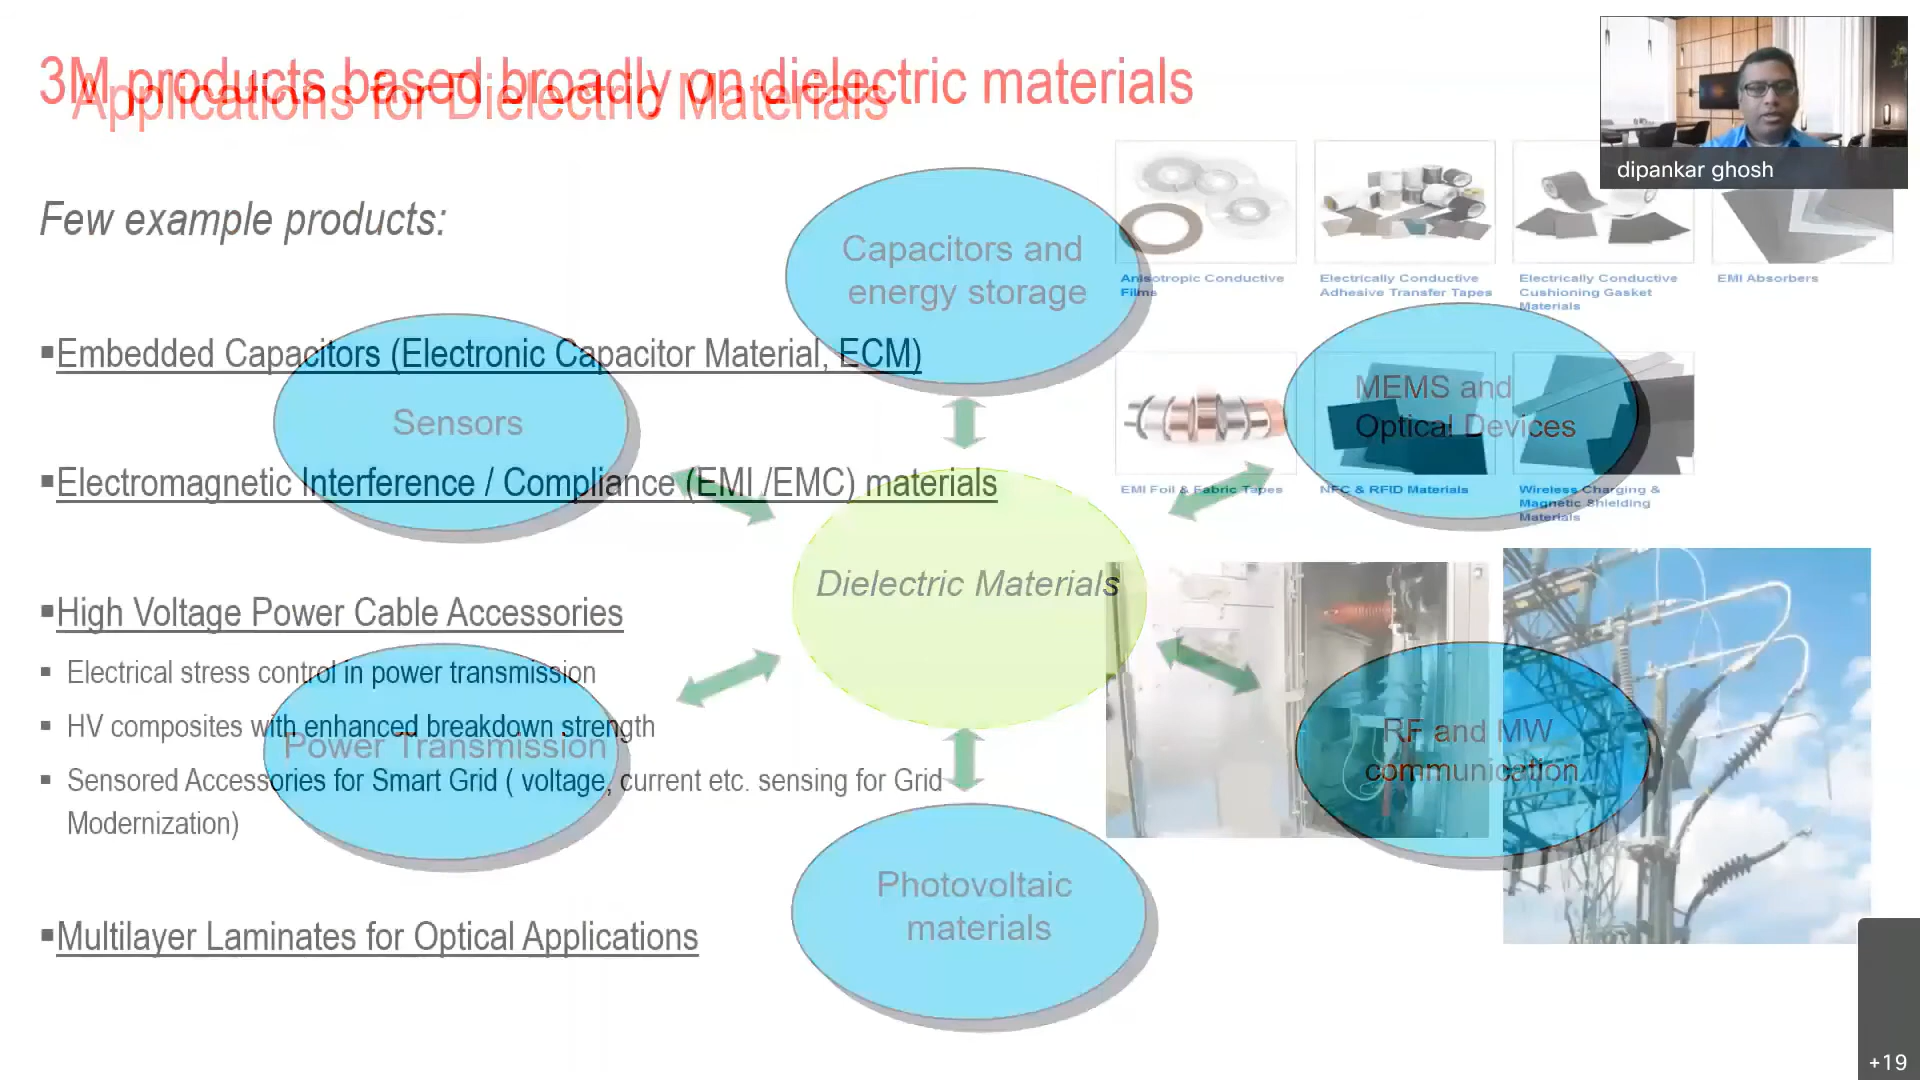 3M products based broadly on dielectric materials
Applications for Dielectric Materials
dipankar ghosh
Few example products:
Capacitors and
energy storage
Anisotropic Conductive
Films
Electrically Conductive
Adhesive Transfer Tapes
Electrically Conductive
Cushioning Gasket
Materials
EMI Absorbers
▪Embedded Capacitors (Electronic Capacitor Material, ECM)
Sensors
MEMS and
Optical Devices
▪Electromagnetic Interference / Compliance (EMI /EMC) materials
EMI Foil & Fabric Tapes
NFC & RFID Materials
Wireless Charging &
Magnetic Shielding
Materials
Dielectric Materials
▪High Voltage Power Cable Accessories
▪ Electrical stress control in power transmission
▪ HV composites with enhanced breakdown strength
Power Transmission
RF and MW
communication
▪ Sensored Accessories for Smart Grid ( voltage, current etc. sensing for Grid
Modernization)
Photovoltaic
materials
▪Multilayer Laminates for Optical Applications
+19